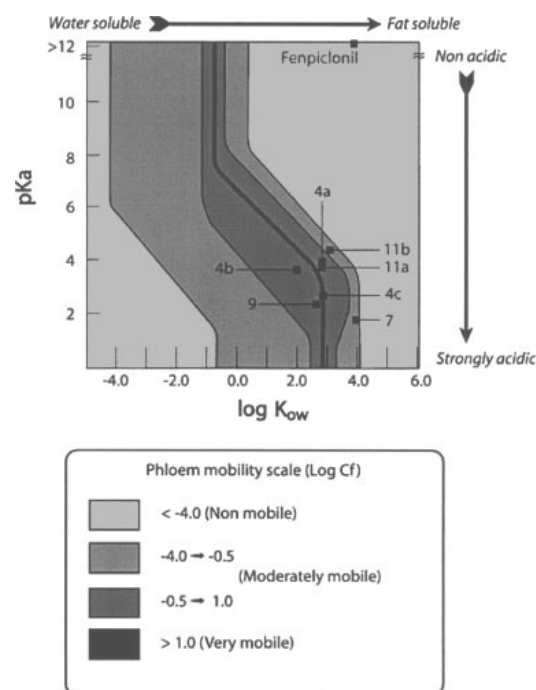 Water soluble Fat soluble
>12
Fenpiclonil
Non acidic
10
8
4a
6
11b
4
4b
11a
4c
9
7
2
Strongly acidic
-4.0 -2.0 0.0 2.0 4.0 6.0
pKa
log Kow
Phloem mobility scale (Log Cf)
< -4.0 (Non mobile)
-4.0 → -0.5
(Moderately mobile)
-0.5 → 1.0
> 1.0 (Very mobile)